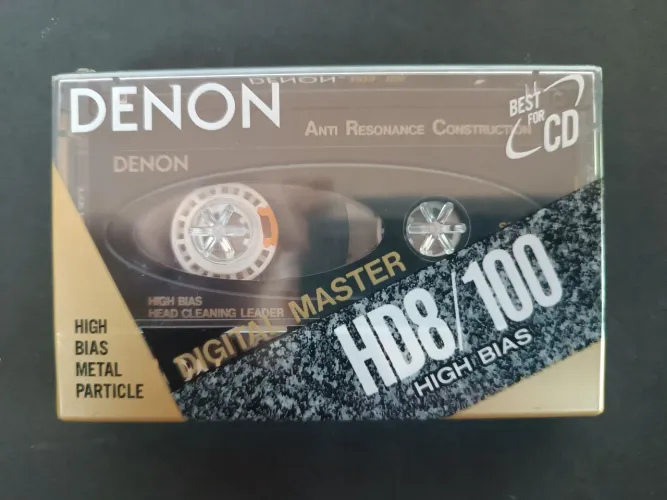 DENON
ANTI RESONANCE CONSTRUCTION
BEST
FOR
CD
DENON
HIGH BIAS
HEAD CLEANING LEADER
DIGITAL MASTER
HD8/100
HIGH BIAS
HIGH
BIAS
METAL
PARTICLE